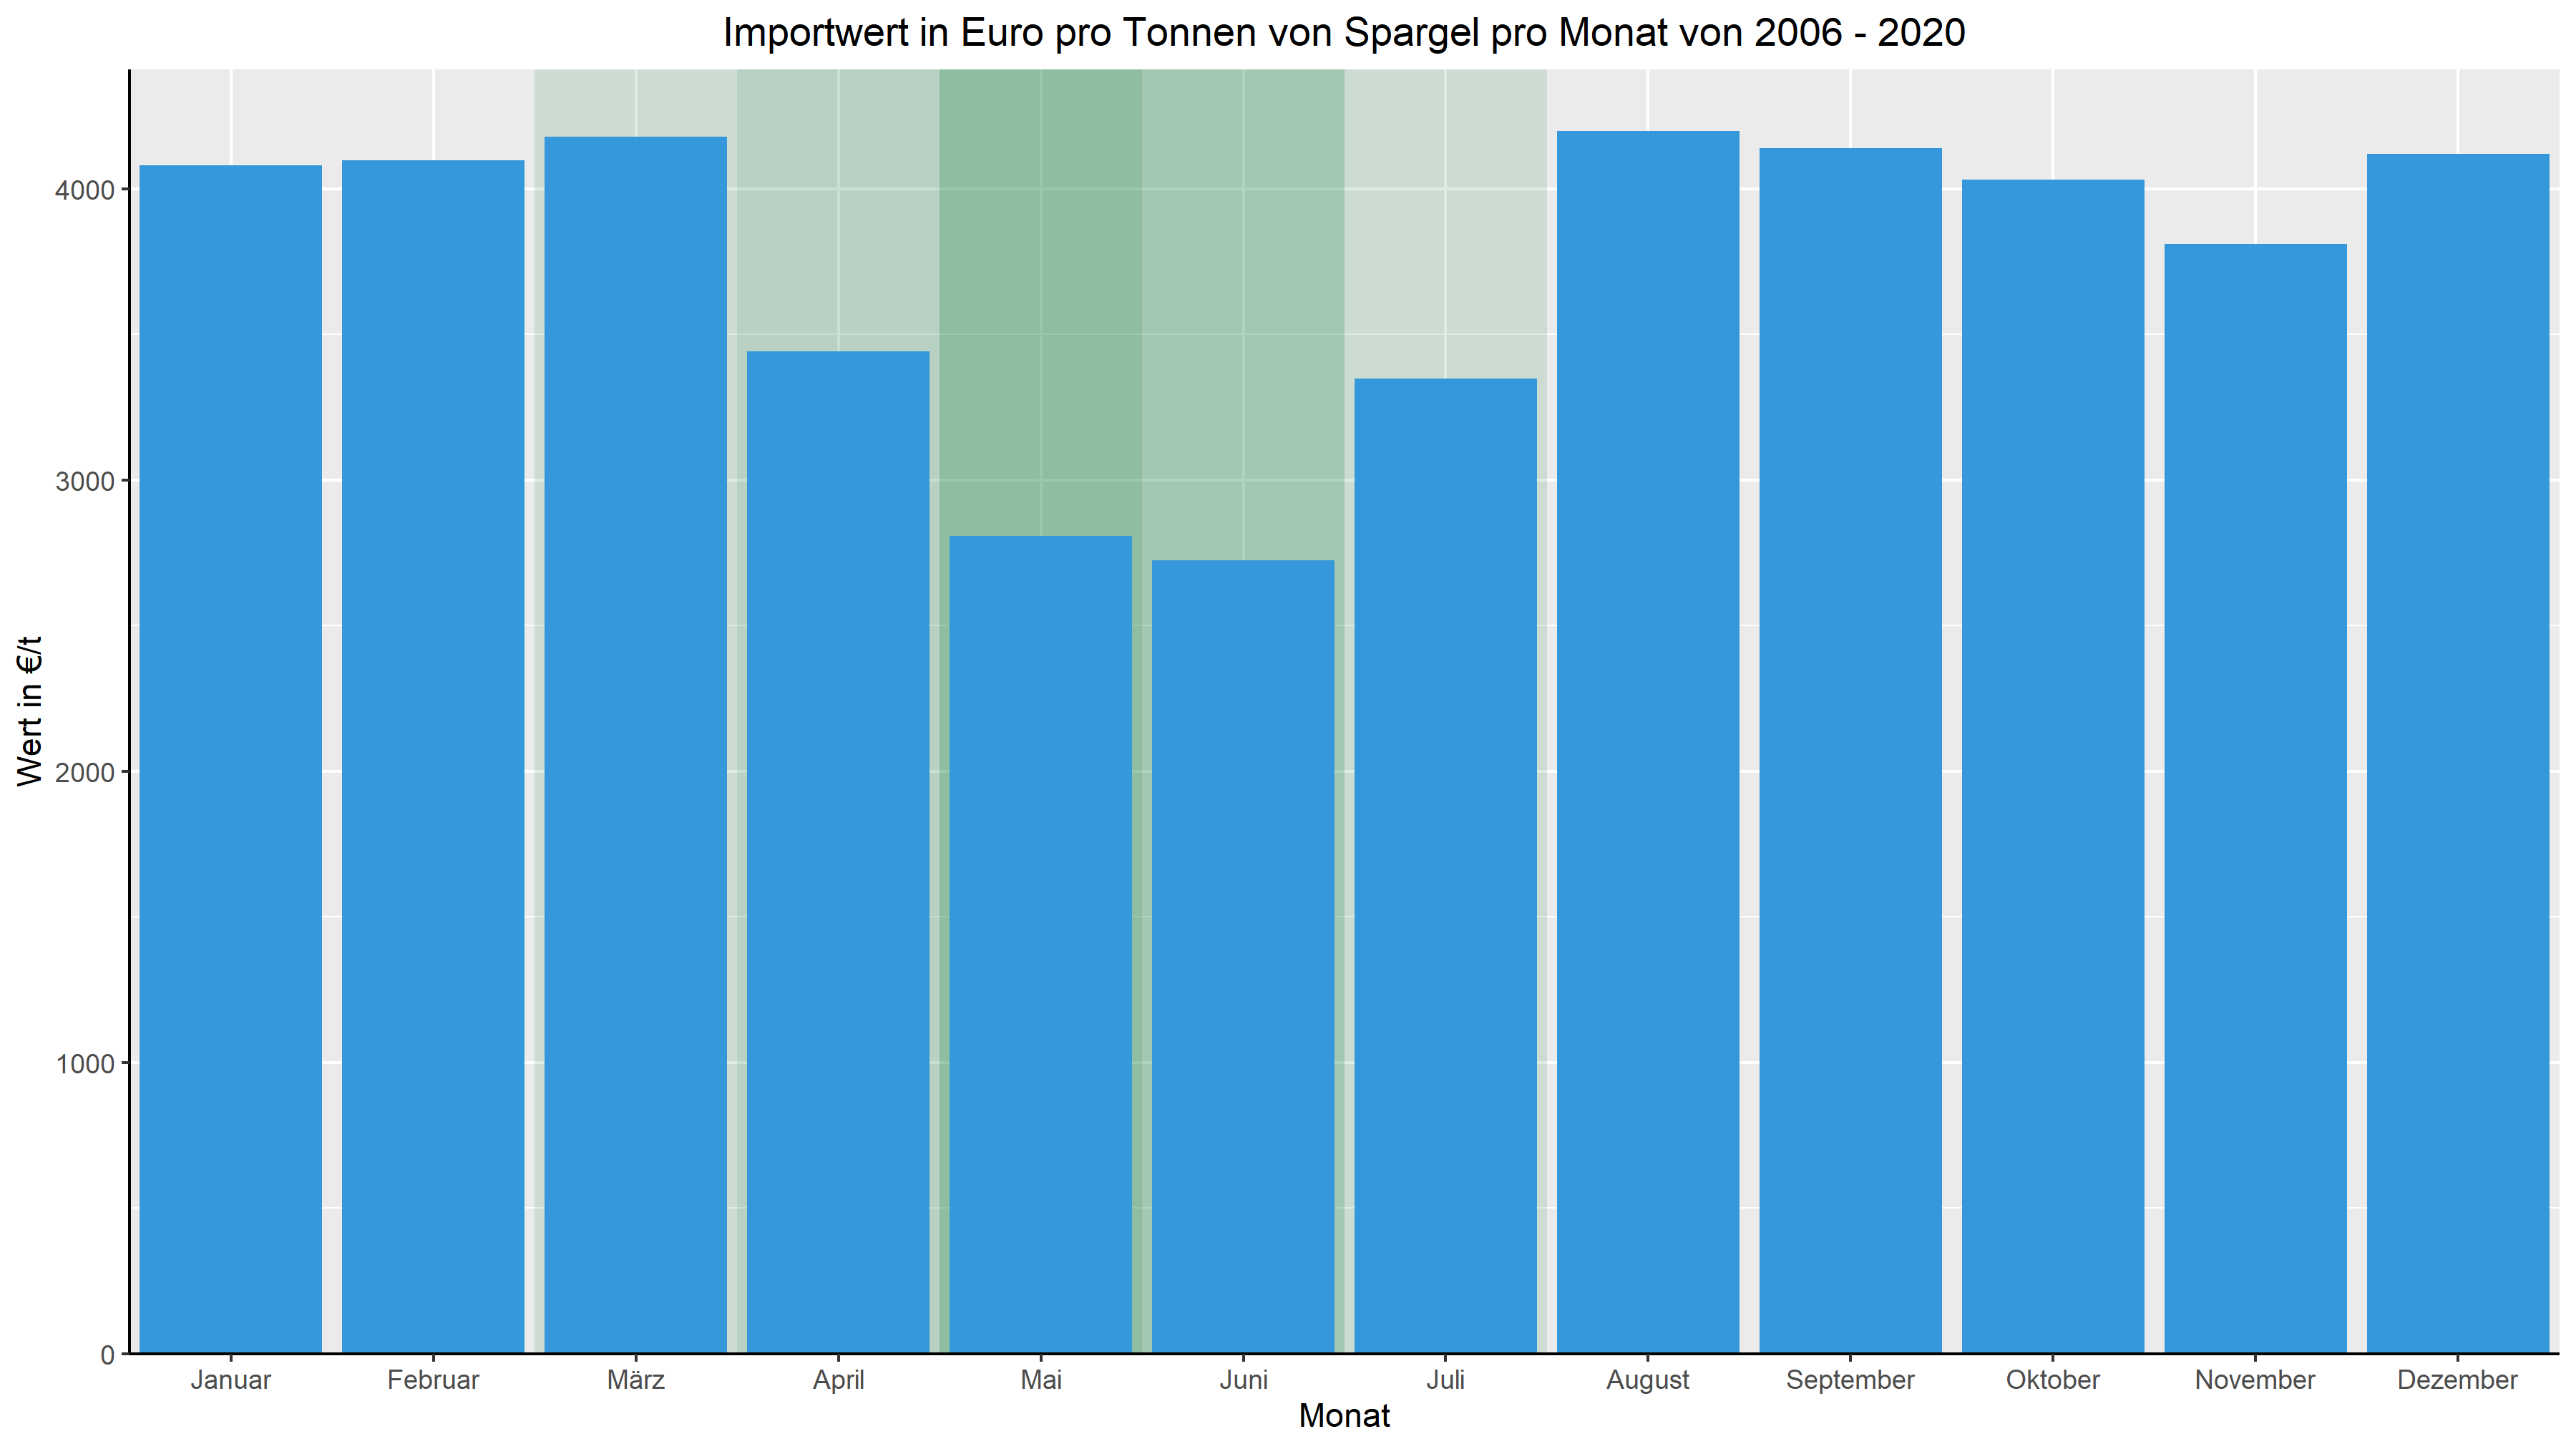 Importwert in Euro pro Tonnen von Spargel pro Monat von 2006 - 2020
Wert in €/t
4000
3000
2000
1000
0
Januar Februar März April Mai Juni Juli August September Oktober November Dezember
Monat